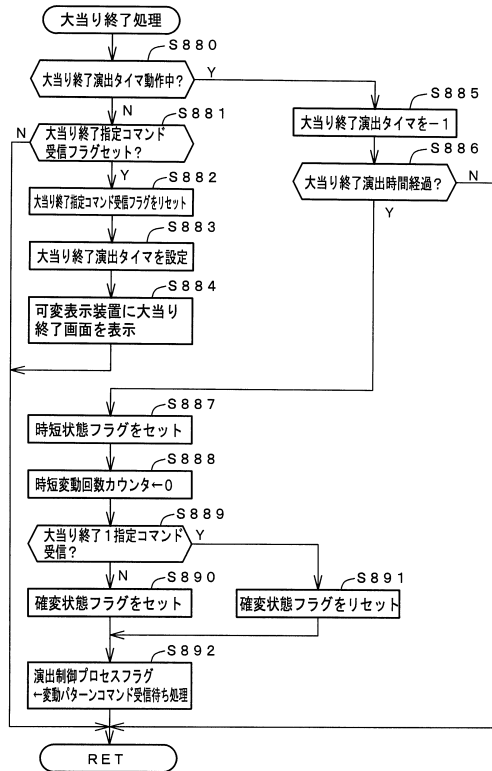 大当り終了処理
S880
大当り終了演出タイマ動作中？
Y
N
S881
N
大当り終了指定コマンド
受信フラグセット？
Y
S882
大当り終了指定コマンド受信フラグをリセット
S883
大当り終了演出タイマを設定
S884
可変表示装置に大当り
終了画面を表示
S885
大当り終了演出タイマを－1
S886
大当り終了演出時間経過？
N
Y
S887
時短状態フラグをセット
S888
時短変動回数カウンタ←0
S889
大当り終了1指定コマンド
受信？
Y
N
S890
確変状態フラグをセット
S891
確変状態フラグをリセット
S892
演出制御プロセスフラグ
←変動パターンコマンド受信待ち処理
RET